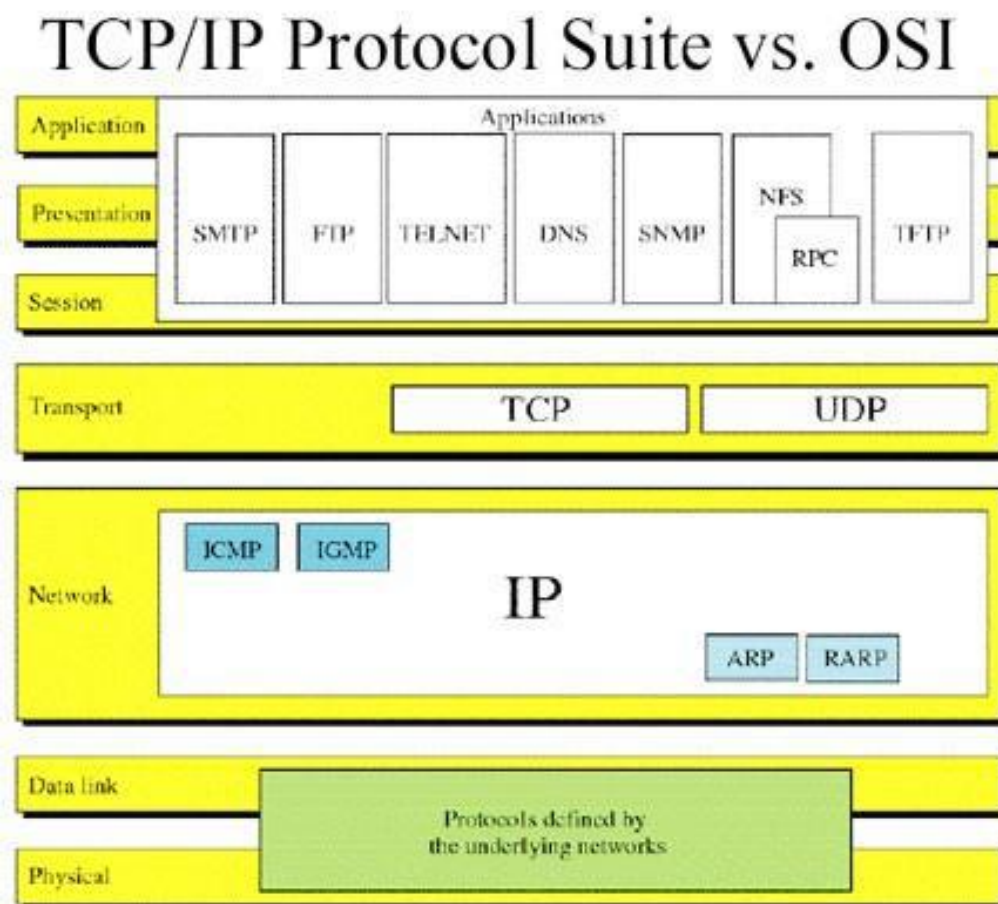 TCP/IP Protocol Suite vs. OSI
Application
Applications
Presentation
SMTP
FTP
TELNET
DNS
SNMP
NFS
RPC
TFTP
Session
Transport
TCP
UDP
Network
ICMP
IGMP
IP
ARP
RARP
Data link
Protocols defined by
the underlying networks
Physical